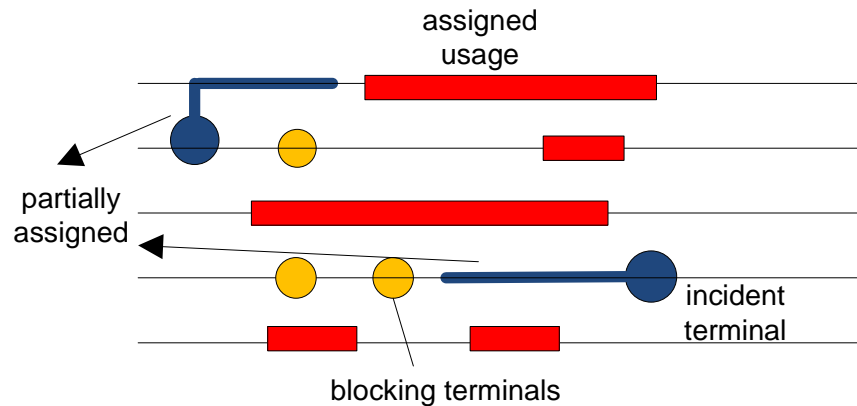 assigned
usage
partially
assigned
incident
terminal
blocking terminals